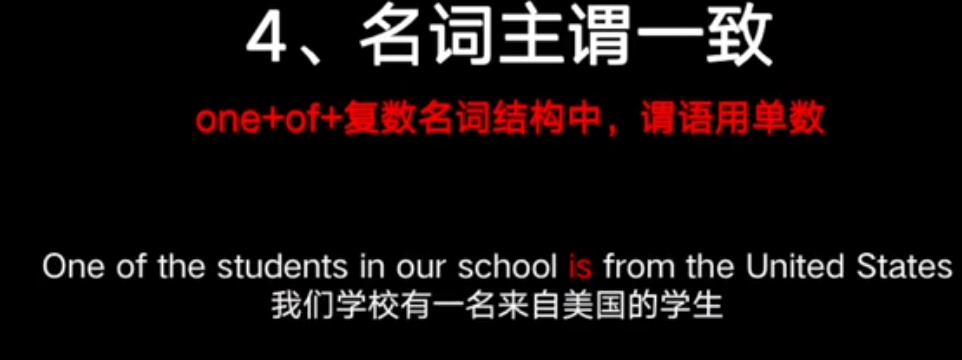 4、名词主谓一致
one+of+复数名词结构中，谓语用单数
One of the students in our school is from the United States
我们学校有一名来自美国的学生